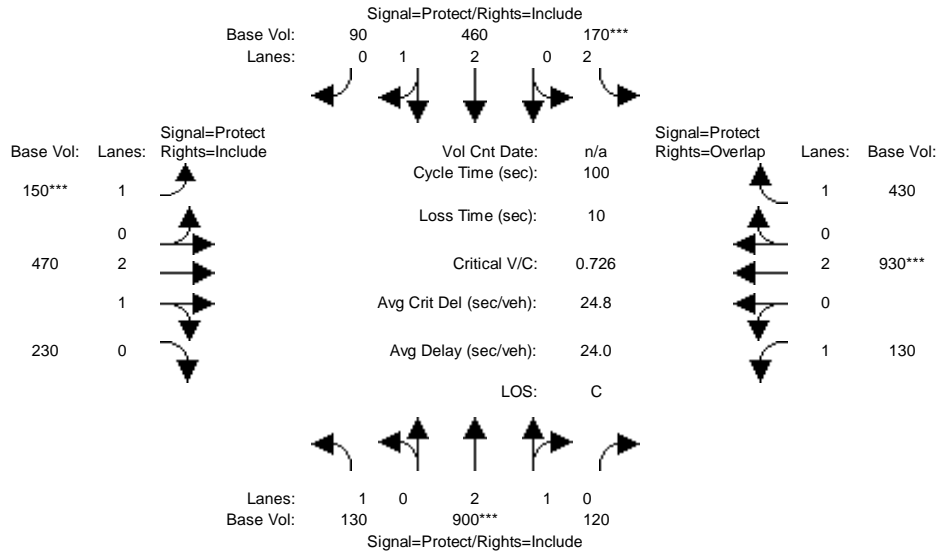 Signal=Protect/Rights=Include
Base Vol: 90 460 170***
Lanes: 0 1 2 0 2
Signal=Protect
Base Vol: Lanes: Rights=Include
Vol Cnt Date: n/a
Signal=Protect
Rights=Overlap Lanes: Base Vol:
Cycle Time (sec): 100
150*** 1
1 430
Loss Time (sec): 10
0
0
470 2
Critical V/C: 0.726
2 930***
1
Avg Crit Del (sec/veh): 24.8
0
230 0
Avg Delay (sec/veh): 24.0
1 130
LOS: C
Lanes: 1 0 2 1 0
Base Vol: 130 900*** 120
Signal=Protect/Rights=Include